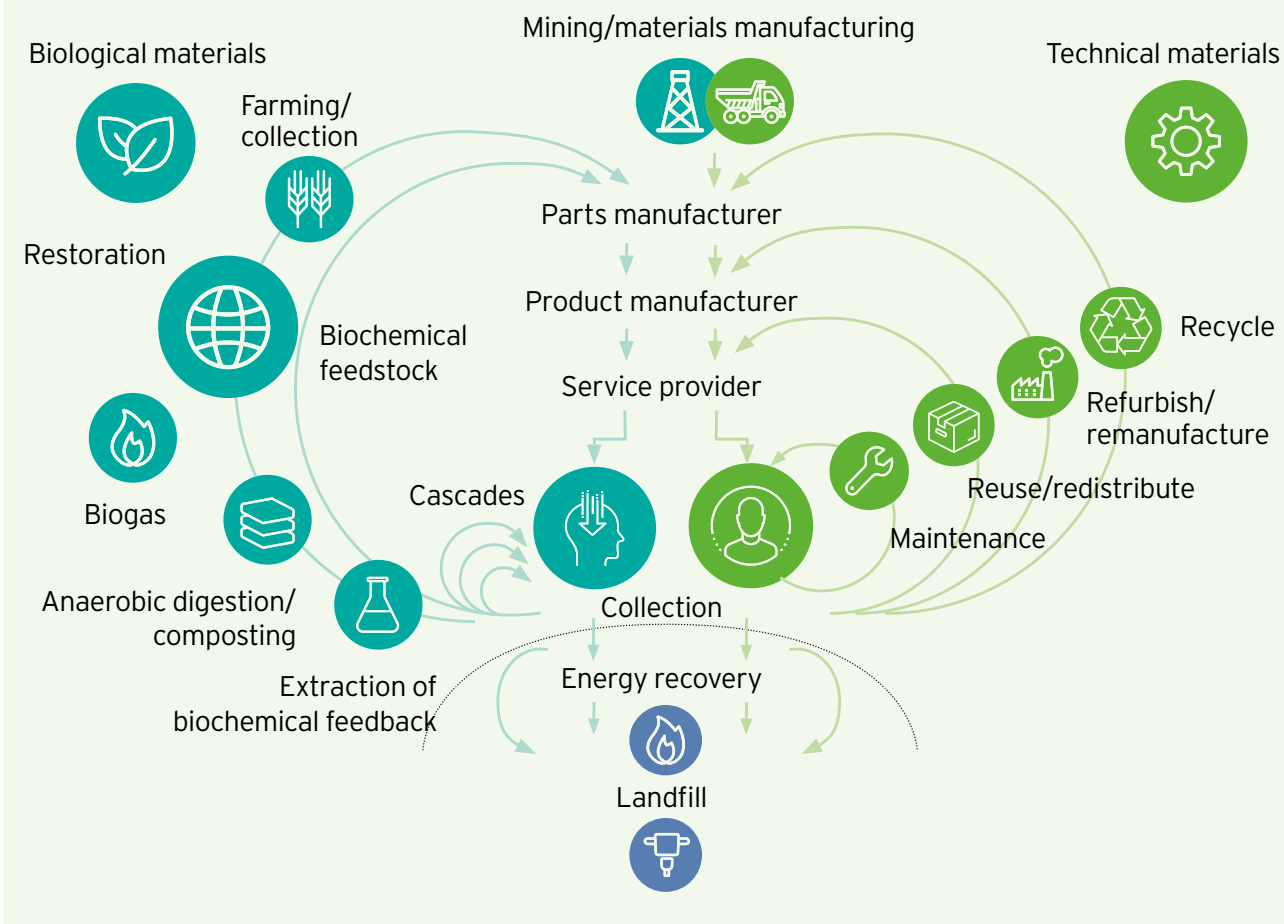 Mining/materials manufacturing
Biological materials
Technical materials
Farming/
collection
Parts manufacturer
Restoration
Product manufacturer
Biochemical
feedstock
Recycle
Service provider
Refurbish/
remanufacture
Cascades
Reuse/redistribute
Biogas
Maintenance
Anaerobic digestion/
composting
Collection
Extraction of
biochemical feedback
Energy recovery
Landfill